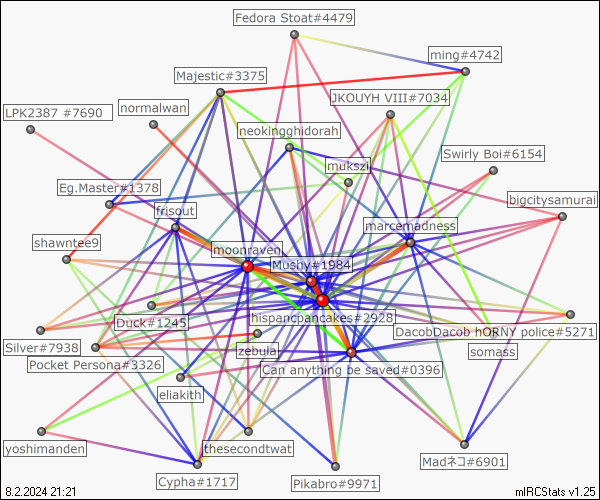 Fedora Stoat#4479
ming#4742
Majestic#3375
JKOUYH VIII#7034
LPK2387 #7690
normalwan
neokingghidorah
Swirly Boi#6154
mukszi
Eg.Master#1378
bigcitysamurai
frisout
marcemadness
shawntee9
moonraven
Mushy#1984
hispancpancakes#2928
Duck#1245
DacobDacob hORNY police#5271
Silver#7938
zebula
somass
Pocket Persona#3326
Can anything be saved#0396
eliakith
yoshimanden
thesecondtwat
Madネコ#6901
Cypha#1717
Pikabro#9971
8.2.2024 21:21
mIRCStats v1.25